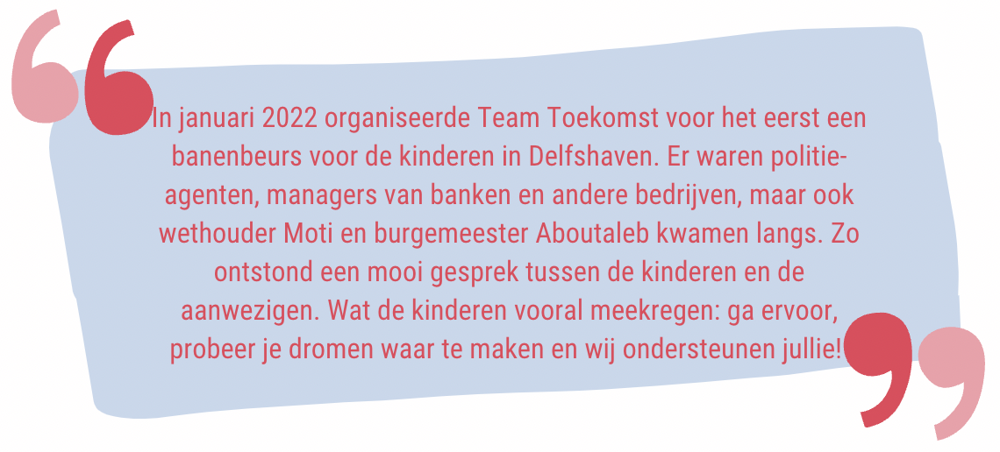 In januari 2022 organiseerde Team Toekomst voor het eerst een
banenbeurs voor de kinderen in Delfshaven. Er waren politie-
agenten, managers van banken en andere bedrijven, maar ook
wethouder Moti en burgemeester Aboutaleb kwamen langs. Zo
ontstond een mooi gesprek tussen de kinderen en de
aanwezigen. Wat de kinderen vooral meekregen: ga ervoor,
probeer je dromen waar te maken en wij ondersteunen jullie!